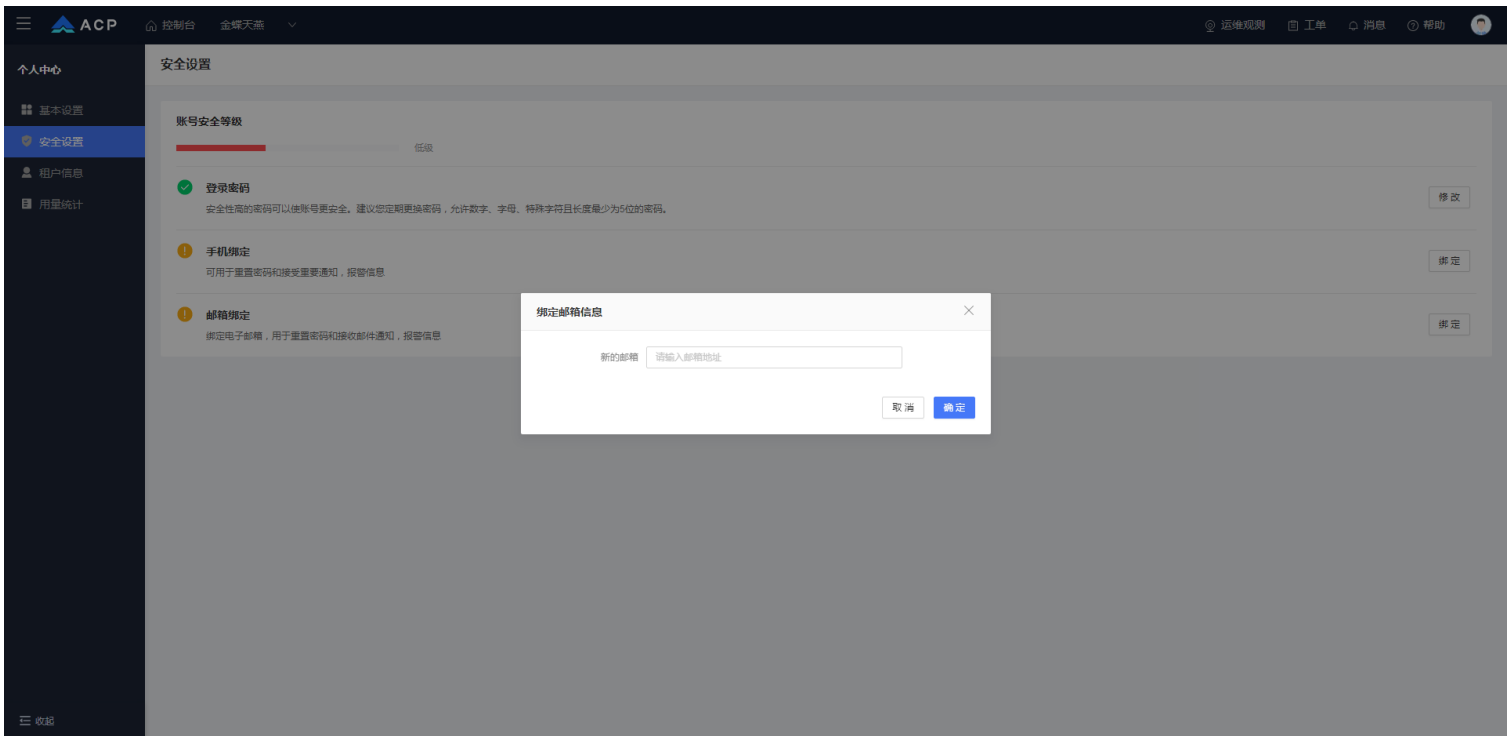 ACP 控制台 金蝶天燕 运维观测 工单 消息 帮助
个人中心
基本设置
安全设置
租户信息
用量统计
收起
安全设置
账号安全等级
低级
登录密码
安全性高的密码可以使账号更安全。建议您定期更换密码，允许数字、字母、特殊字符且长度最少为5位的密码。
修改
手机绑定
可用于重置密码和接受重要通知，报警信息
绑定
邮箱绑定
绑定电子邮箱，用于重置密码和接收邮件通知，报警信息
绑定
绑定邮箱信息
新的邮箱 请输入邮箱地址
取消 确定